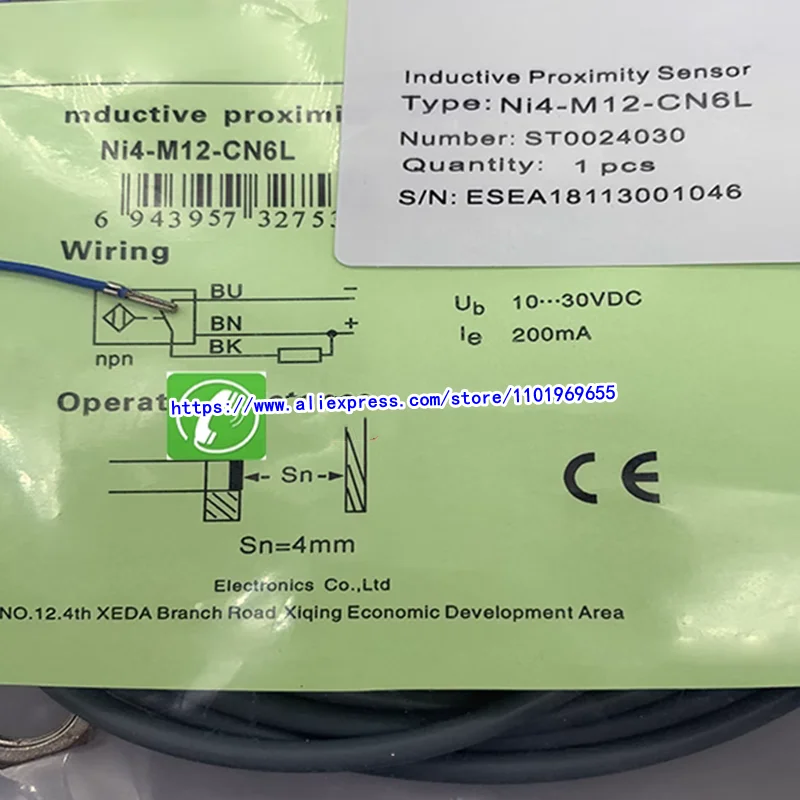 Inductive Proximity Sensor
Type: Ni4-M12-CN6L
Number: ST0024030
Quantity: 1 pcs
S/N: ESEA18113001046
nductive proximi
Ni4-M12-CN6L
6 943957 32753
Wiring
BU -
BN +
BK
npn
Ub 10···30VDC
Ie 200mA
Operat
https://www.aliexpress.com/store/1101969655
Sn
Sn=4mm
CE
Electronics Co.,Ltd
NO.12.4th XEDA Branch Road Xiqing Economic Development Area